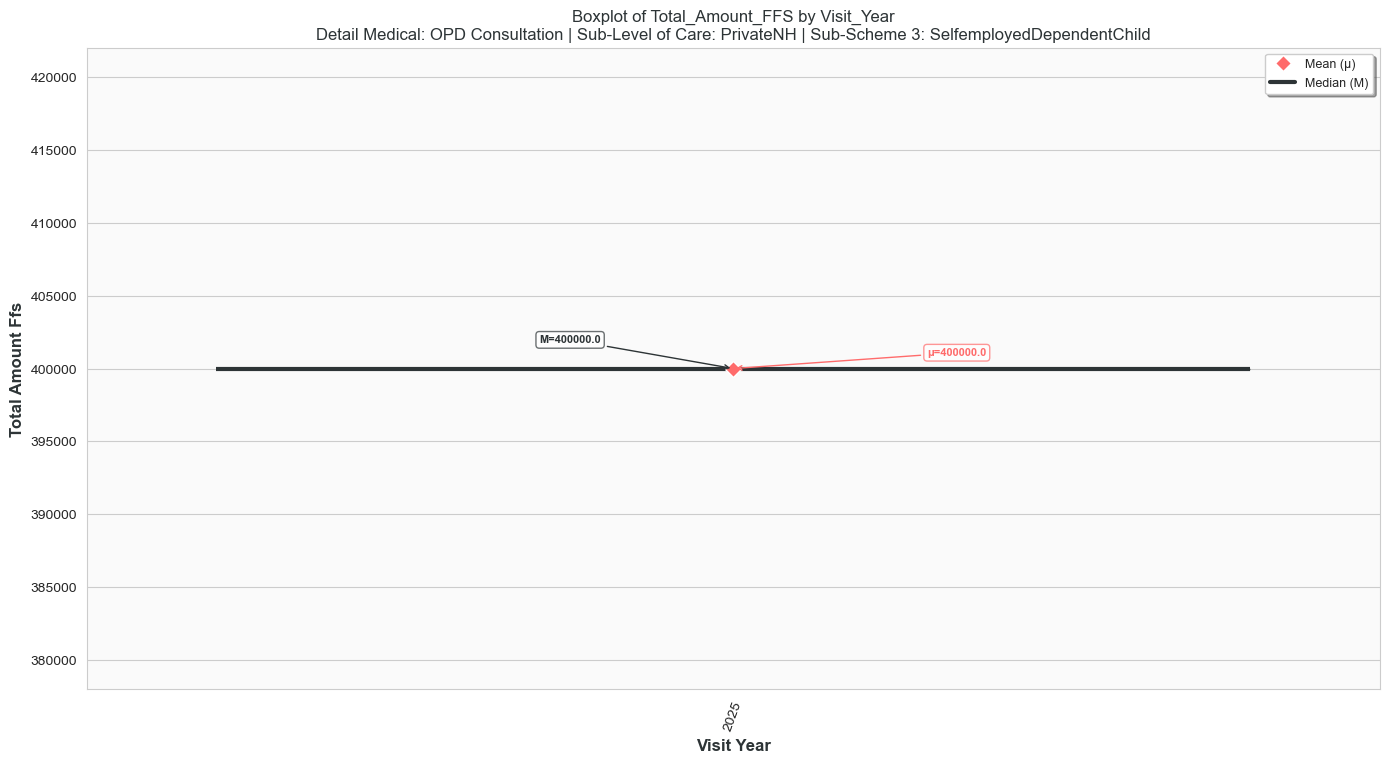 Boxplot of Total_Amount_FFS by Visit_Year
Detail Medical: OPD Consultation | Sub-Level of Care: PrivateNH | Sub-Scheme 3: SelfemployedDependentChild
Mean (μ)
Median (M)
420000
415000
410000
405000
400000
395000
390000
385000
380000
Total Amount Ffs
M=400000.0
μ=400000.0
2025
Visit Year